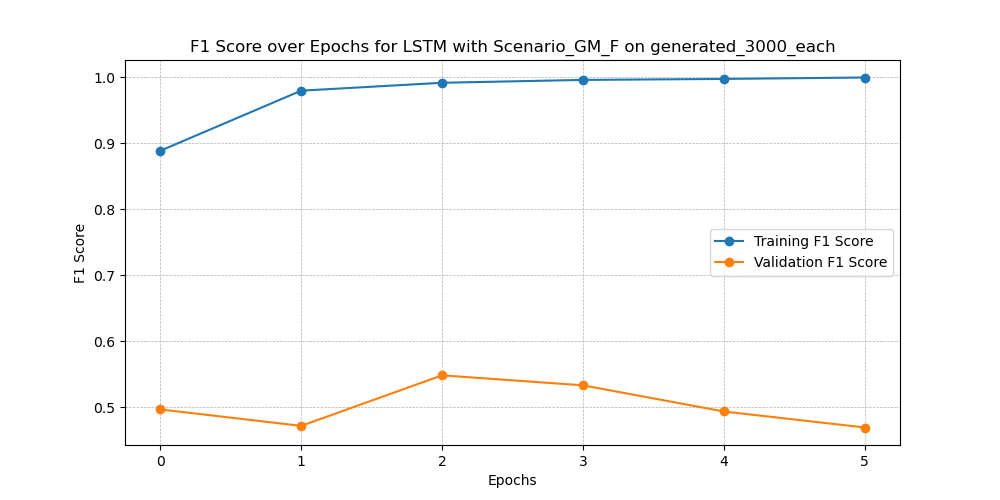 F1 Score over Epochs for LSTM with Scenario_GM_F on generated_3000_each
1.0
0.9
0.8
0.7
0.6
0.5
F1 Score
Training F1 Score
Validation F1 Score
0 1 2 3 4 5
Epochs